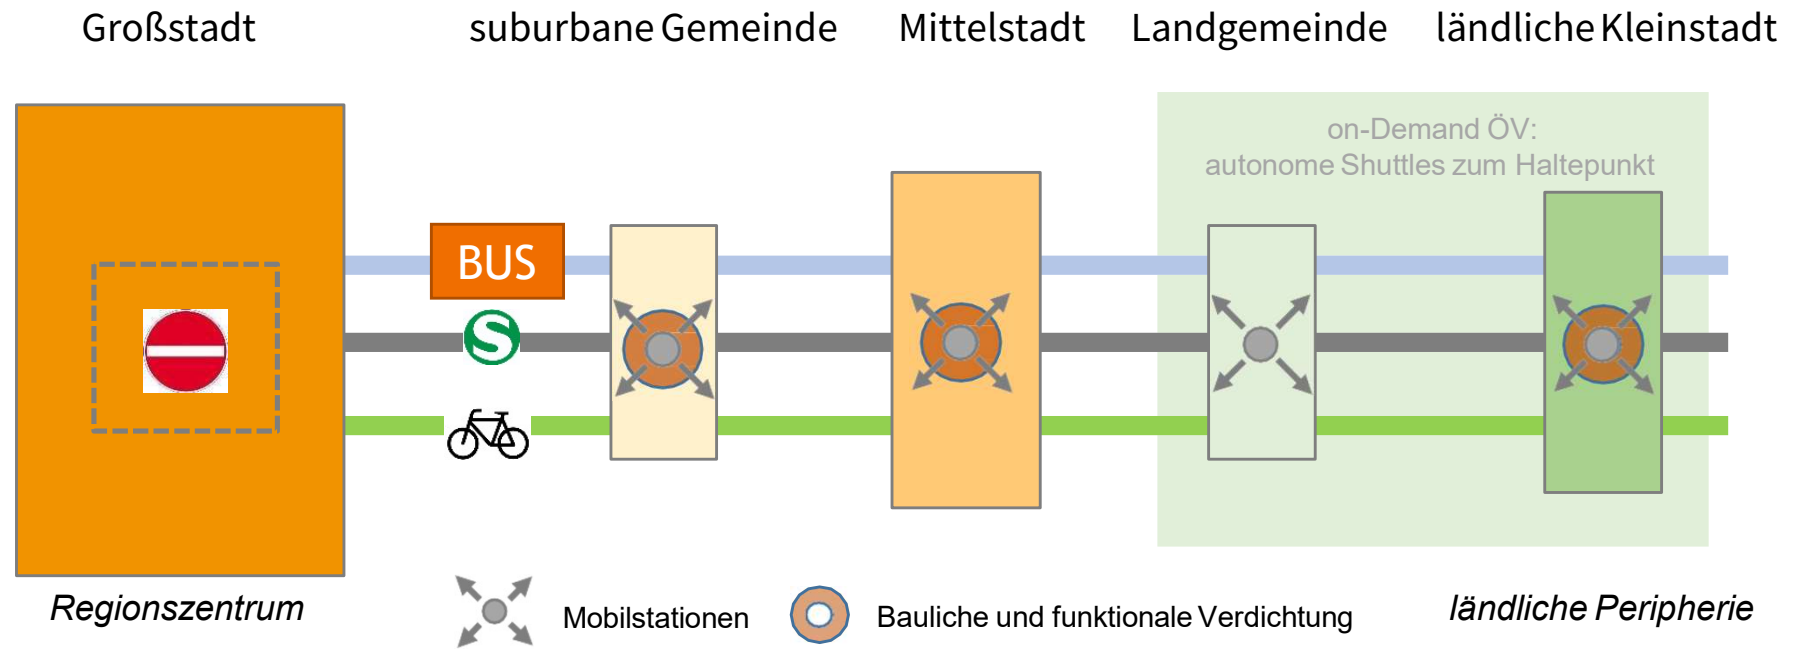 Großstadt
suburbane Gemeinde
Mittelstadt
Landgemeinde
ländliche Kleinstadt
on-Demand ÖV:
autonome Shuttles zum Haltepunkt
BUS
S
Regionszentrum
Mobilstationen
Bauliche und funktionale Verdichtung
ländliche Peripherie